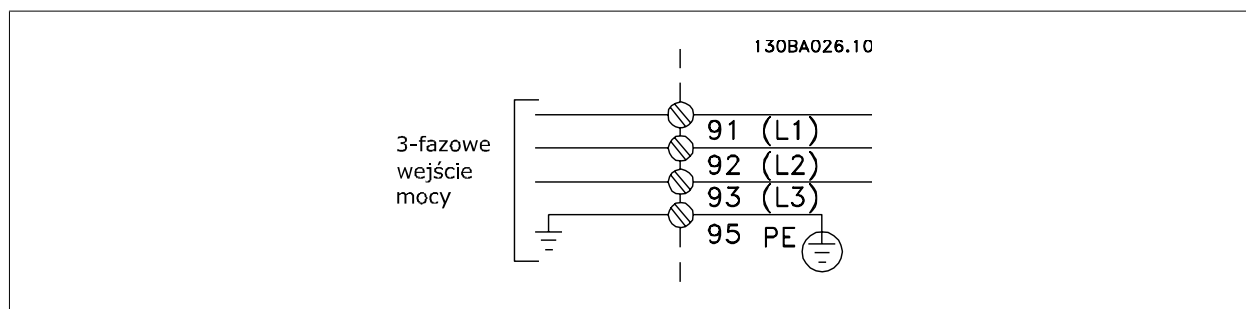 130BA026.10
3-fazowe
wejście
mocy
91 (L1)
92 (L2)
93 (L3)
95 PE